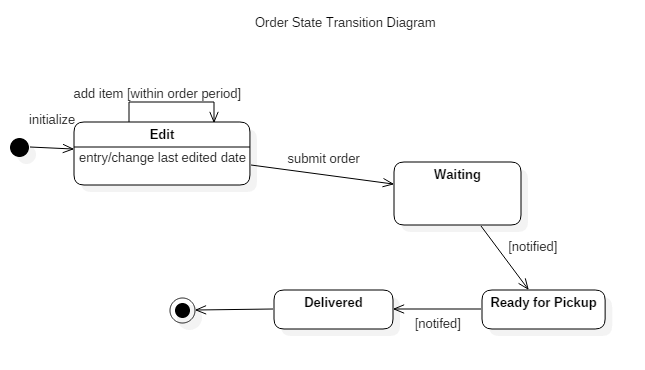 Order State Transition Diagram
add item [within order period]
initialize
Edit
entry/change last edited date
submit order
Waiting
[notified]
Delivered
Ready for Pickup
[notifed]